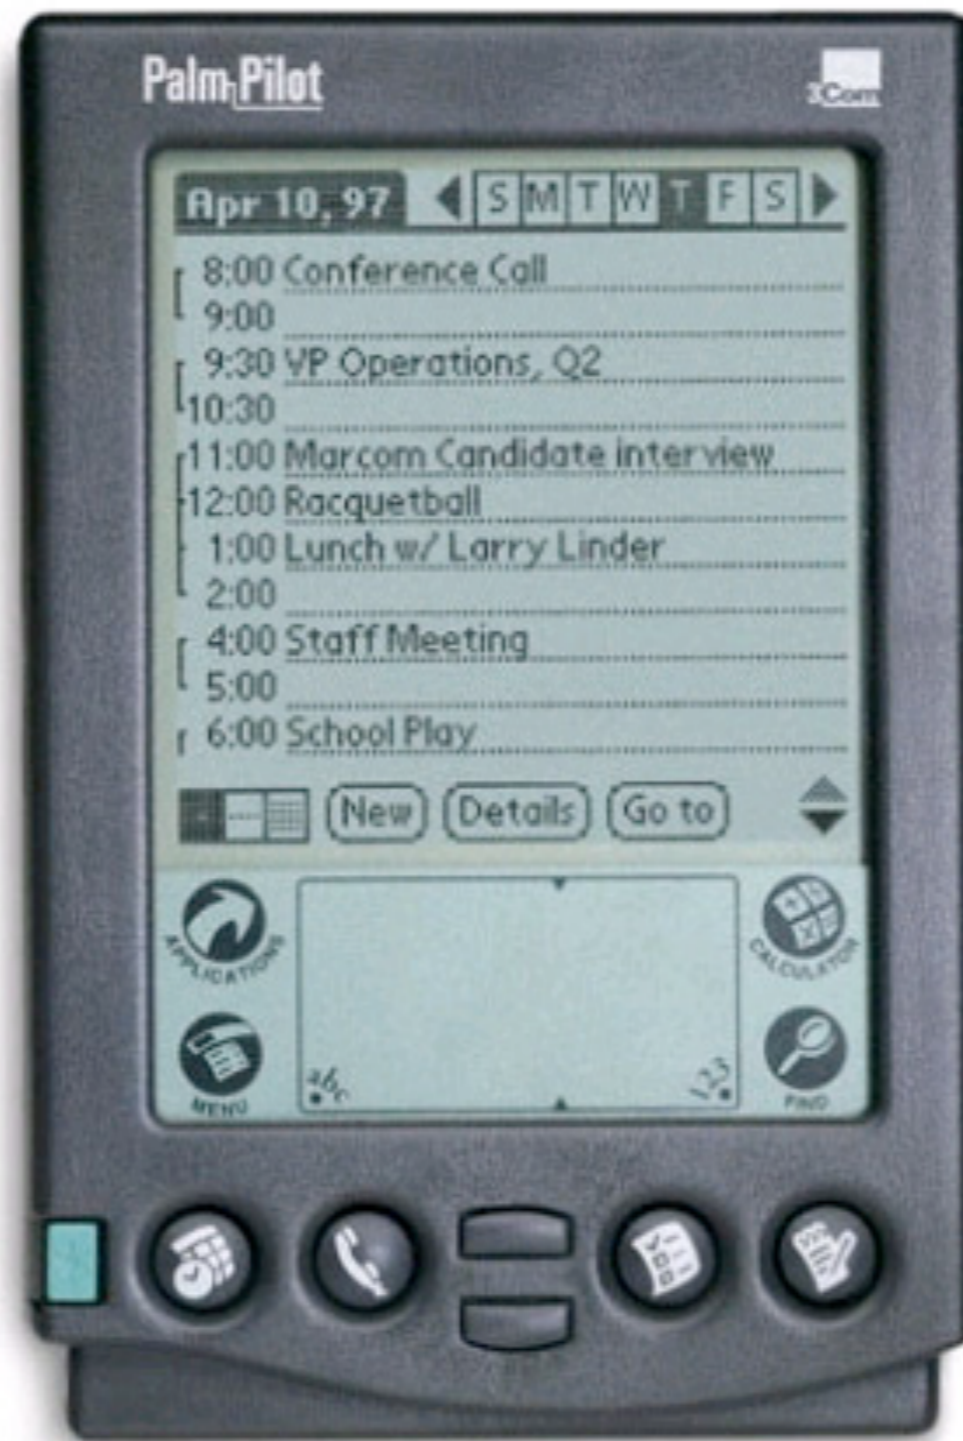 PalmPilot
3Com
Apr 10, 97 S M T W T F S
8:00 Conference Call
9:00
9:30 VP Operations, Q2
10:30
11:00 Marcom Candidate interview
12:00 Racquetball
1:00 Lunch w/ Larry Linder
2:00
4:00 Staff Meeting
5:00
6:00 School Play
New Details Go to
APPLICATIONS
CALCULATOR
MENU
abc
123
FIND